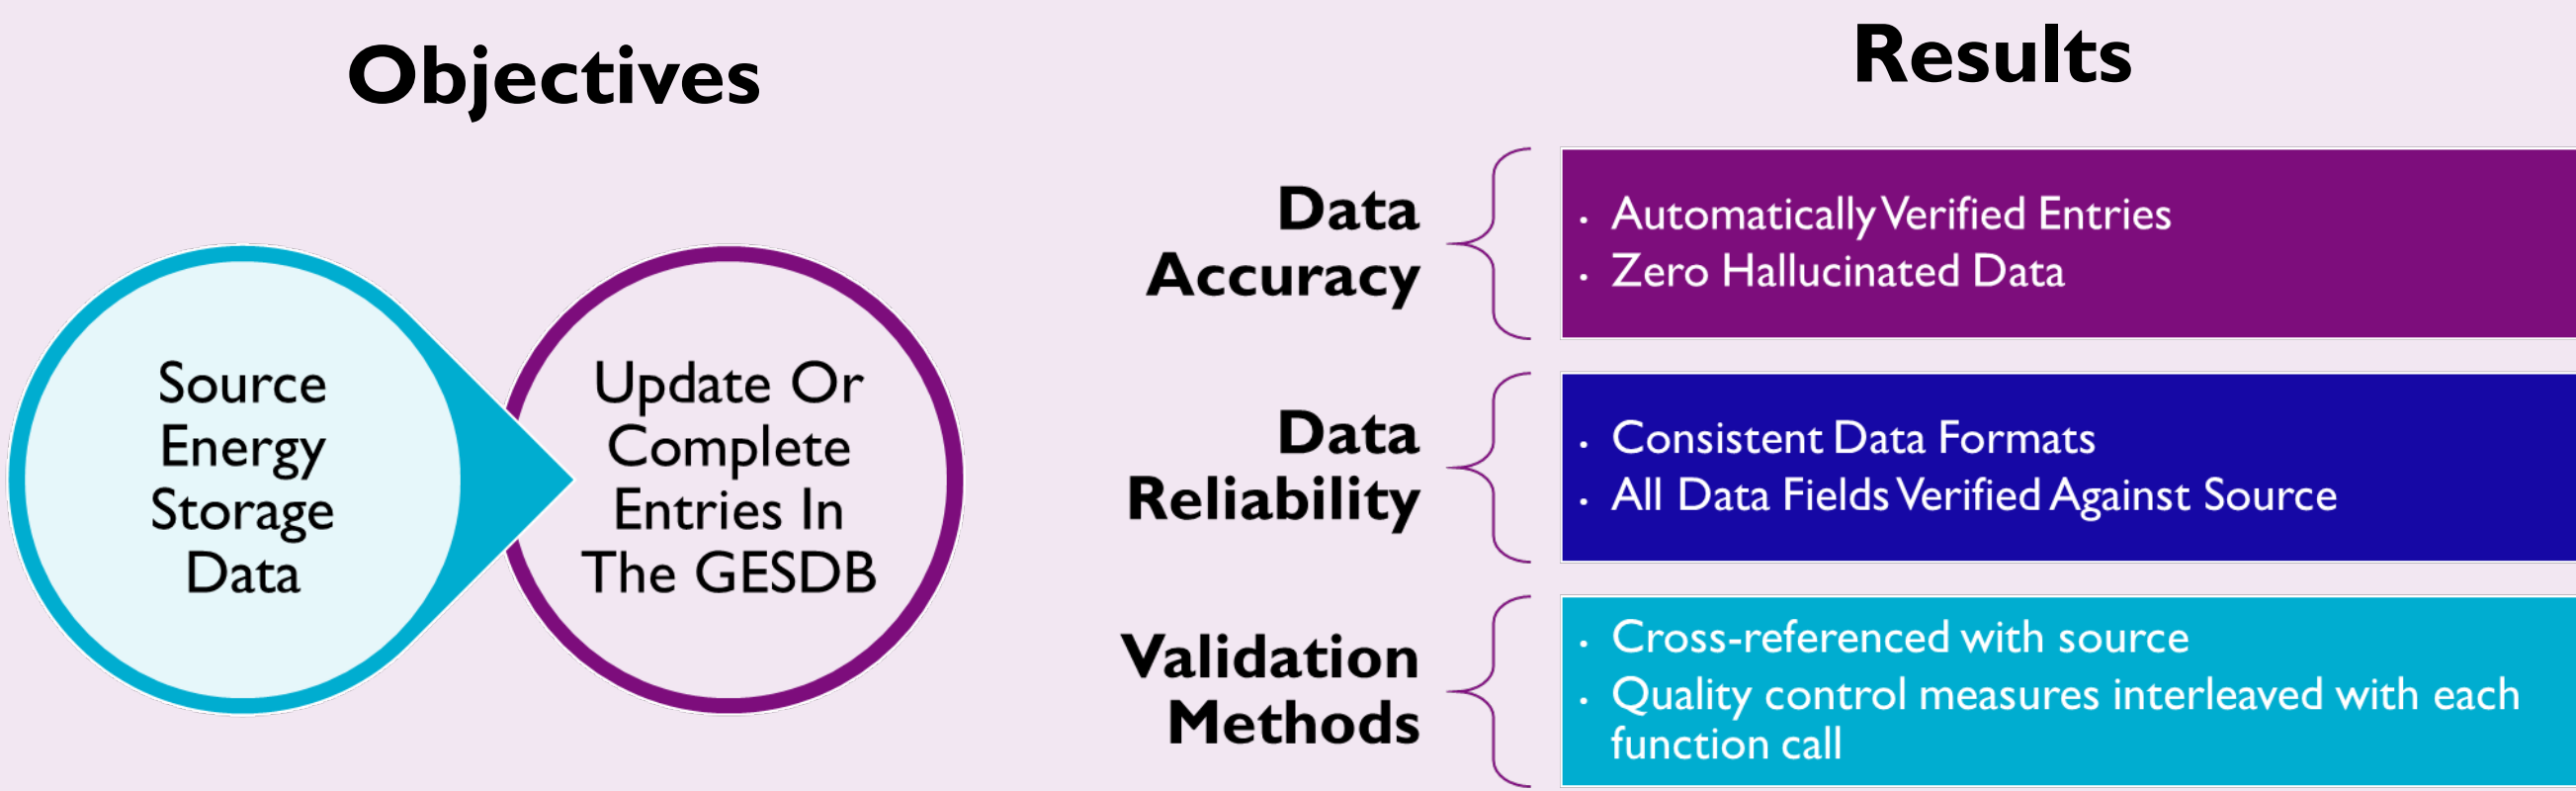 Objectives
Source
Energy
Storage
Data
Update Or
Complete
Entries In
The GESDB
Results
Data
Accuracy
• Automatically Verified Entries
• Zero Hallucinated Data
Data
Reliability
• Consistent Data Formats
• All Data Fields Verified Against Source
Validation
Methods
• Cross-referenced with source
• Quality control measures interleaved with each
function call